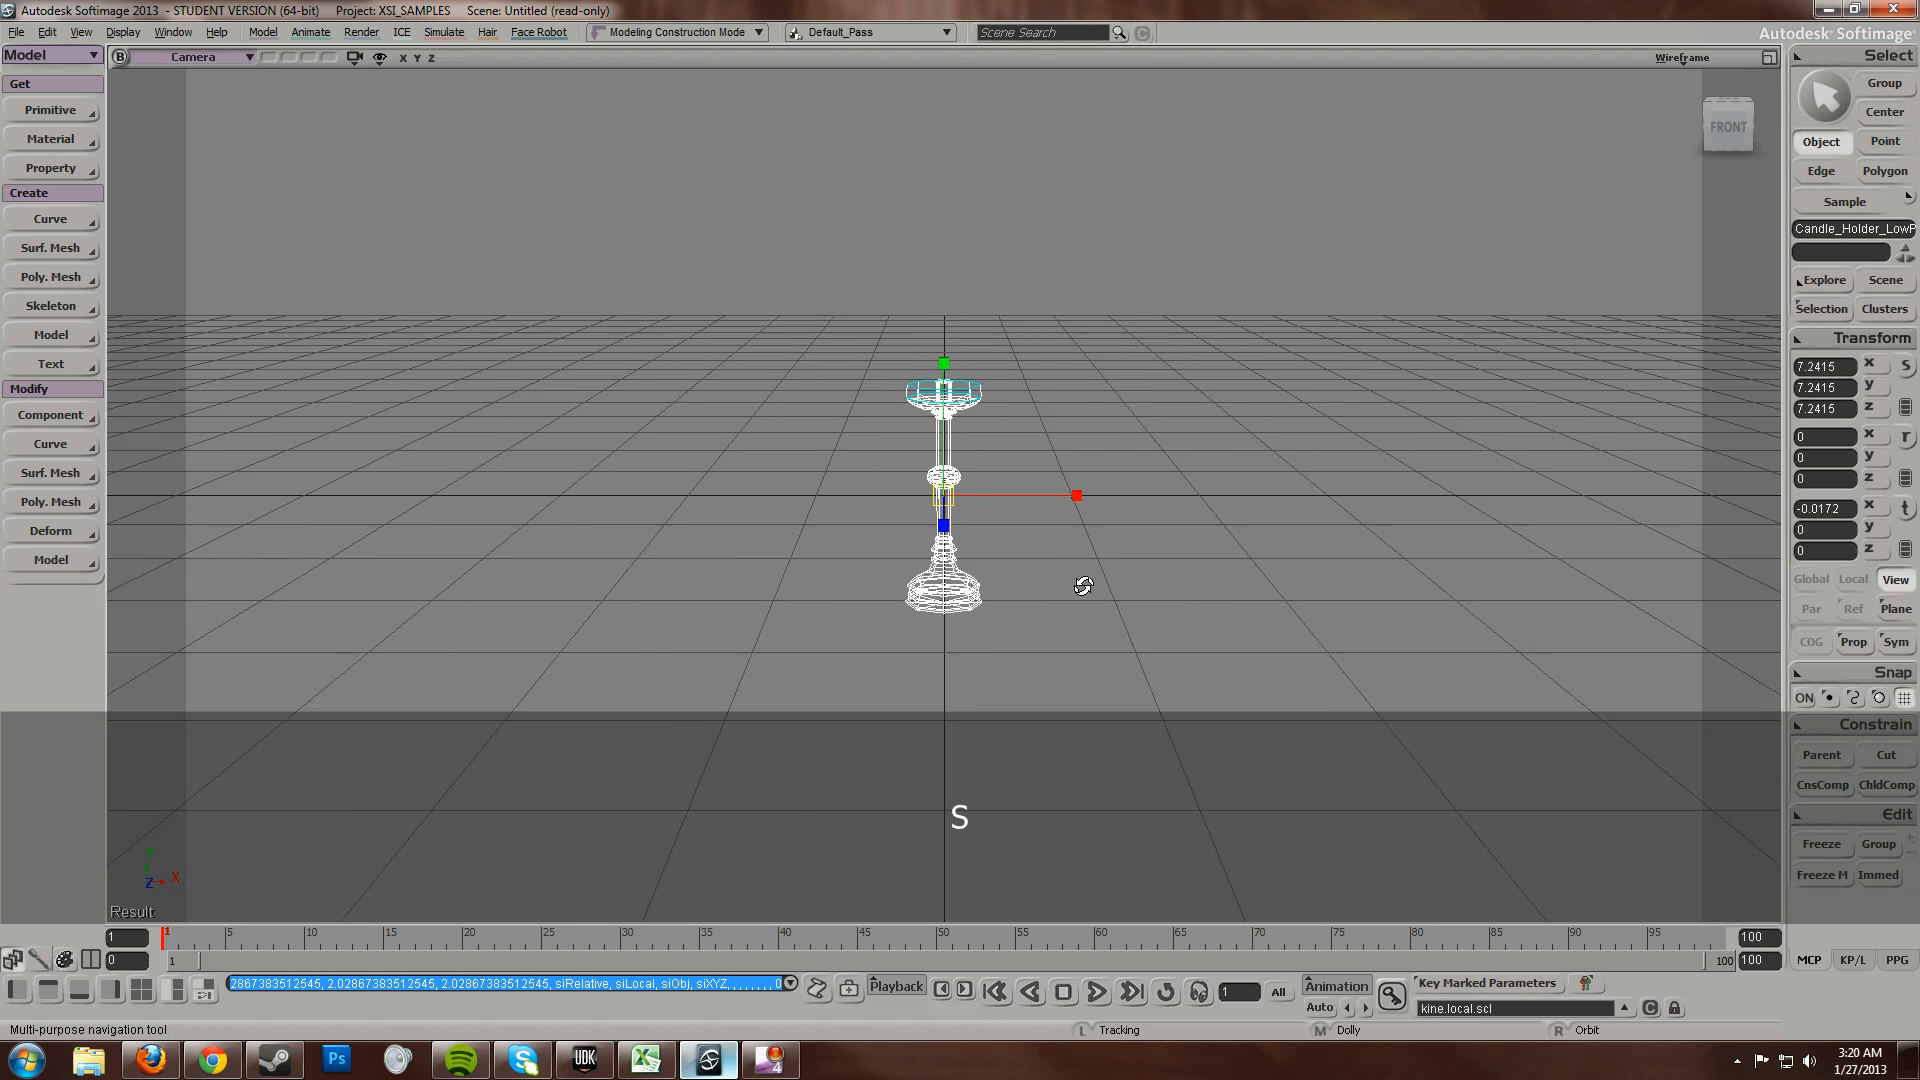 Autodesk Softimage 2013 - STUDENT VERSION (64-bit) Project: XSI_SAMPLES Scene: Untitled (read-only)
File Edit View Display Window Help Model Animate Render ICE Simulate Hair Face Robot Modeling Construction Mode Default_Pass Scene Search Autodesk Softimage
Model B Camera X Y Z Wireframe Select
Get
Primitive
Material
Property
Create
Curve
Surf. Mesh
Poly. Mesh
Skeleton
Model
Text
Modify
Component
Curve
Surf. Mesh
Poly. Mesh
Deform
Model
FRONT
S
Y
Z X
Result
Group
Center
Object Point
Edge Polygon
Sample
Candle_Holder_LowP
Explore Scene
Selection Clusters
Transform
7.2415 x s
7.2415 y
7.2415 z
0 x r
0 y
0 z
-0.0172 x t
0 y
0 z
Global Local View
Par Ref Plane
COG Prop Sym
Snap
ON
Constrain
Parent Cut
CnsComp ChldComp
Edit
Freeze Group + -
Freeze M Immed
1 1 5 10 15 20 25 30 35 40 45 50 55 60 65 70 75 80 85 90 95 100
0 1 100 100 MCP KP/L PPG
2867383512545, 2.02867383512545, 2.02867383512545, siRelative, siLocal, siObj, siXYZ, , , , , , , , 0 Playback 1 All Animation Key Marked Parameters
Auto kine.local.scl C
Multi-purpose navigation tool L Tracking M Dolly R Orbit
Ps UDK 4 3:20 AM
1/27/2013